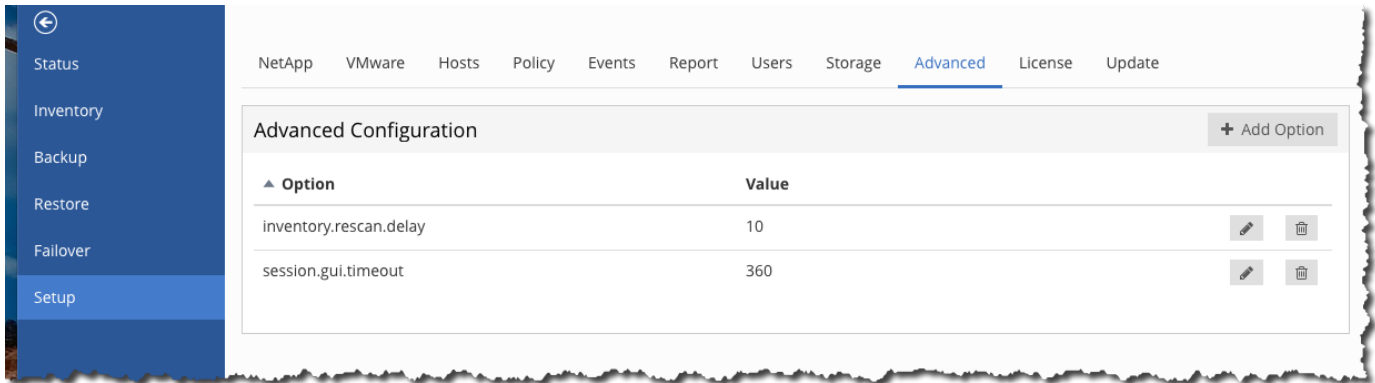 Status
Inventory
Backup
Restore
Failover
Setup
NetApp VMware Hosts Policy Events Report Users Storage Advanced License Update
Advanced Configuration + Add Option
Option Value
inventory.rescan.delay 10
session.gui.timeout 360